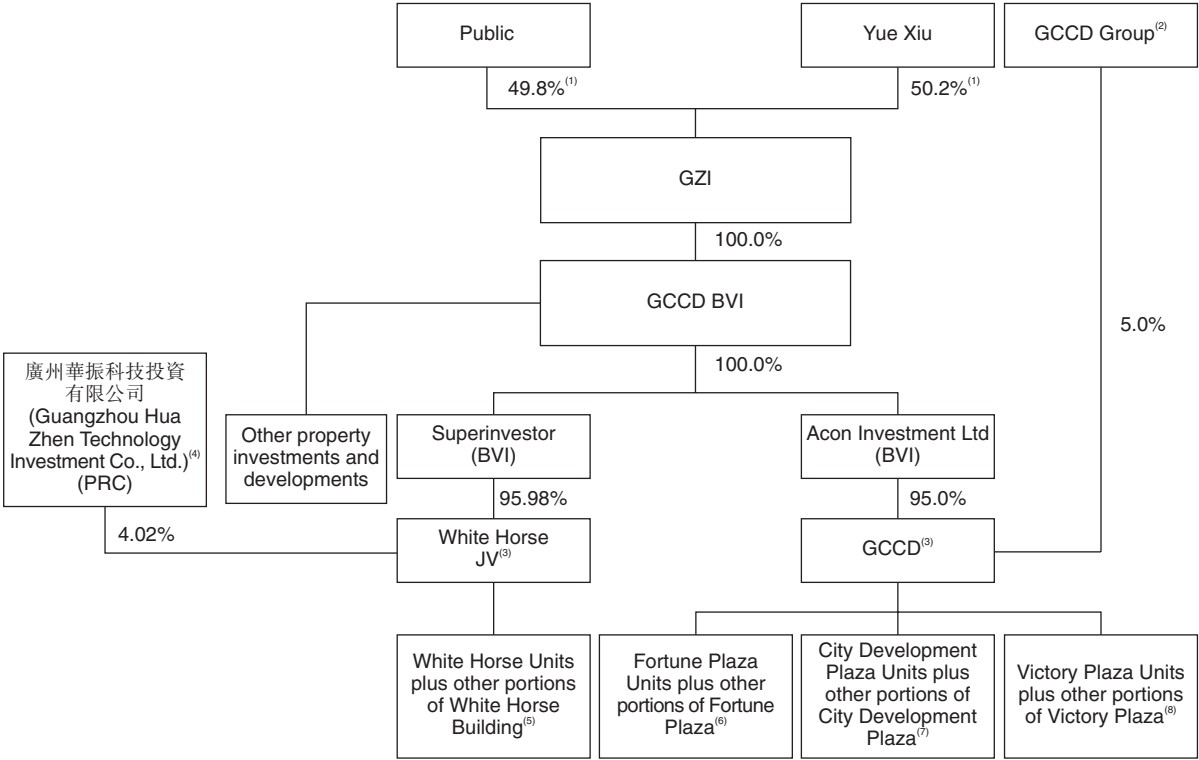 Public
Yue Xiu
GCCD Group(2)
49.8%(1)
50.2%(1)
GZI
100.0%
GCCD BVI
5.0%
100.0%
廣州華振科技投資
有限公司
(Guangzhou Hua
Zhen Technology
Investment Co., Ltd.)(4)
(PRC)
Other property
investments and
developments
Superinvestor
(BVI)
Acon Investment Ltd
(BVI)
95.98%
95.0%
4.02%
White Horse
JV(3)
GCCD(3)
White Horse Units
plus other portions
of White Horse
Building(5)
Fortune Plaza
Units plus other
portions of Fortune
Plaza(6)
City Development
Plaza Units plus
other portions of
City Development
Plaza(7)
Victory Plaza Units
plus other portions
of Victory Plaza(8)